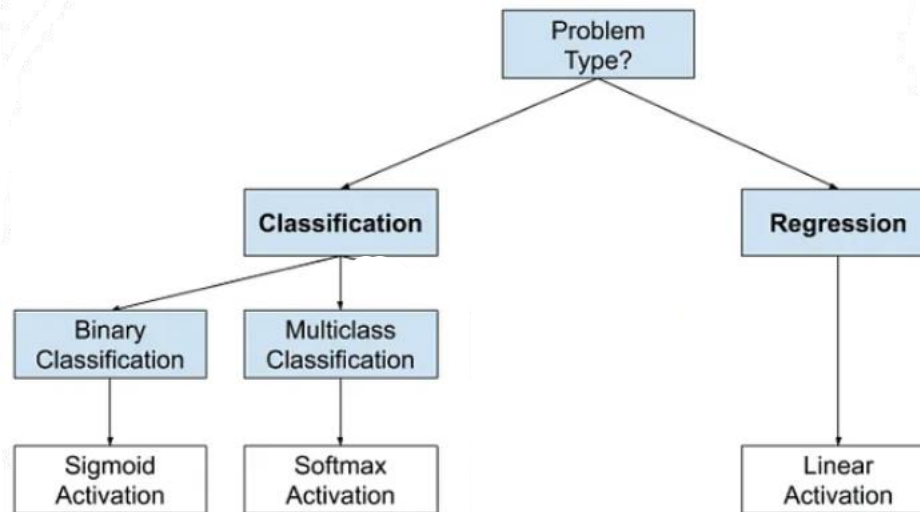 Problem
Type?
Classification
Regression
Binary
Classification
Multiclass
Classification
Sigmoid
Activation
Softmax
Activation
Linear
Activation